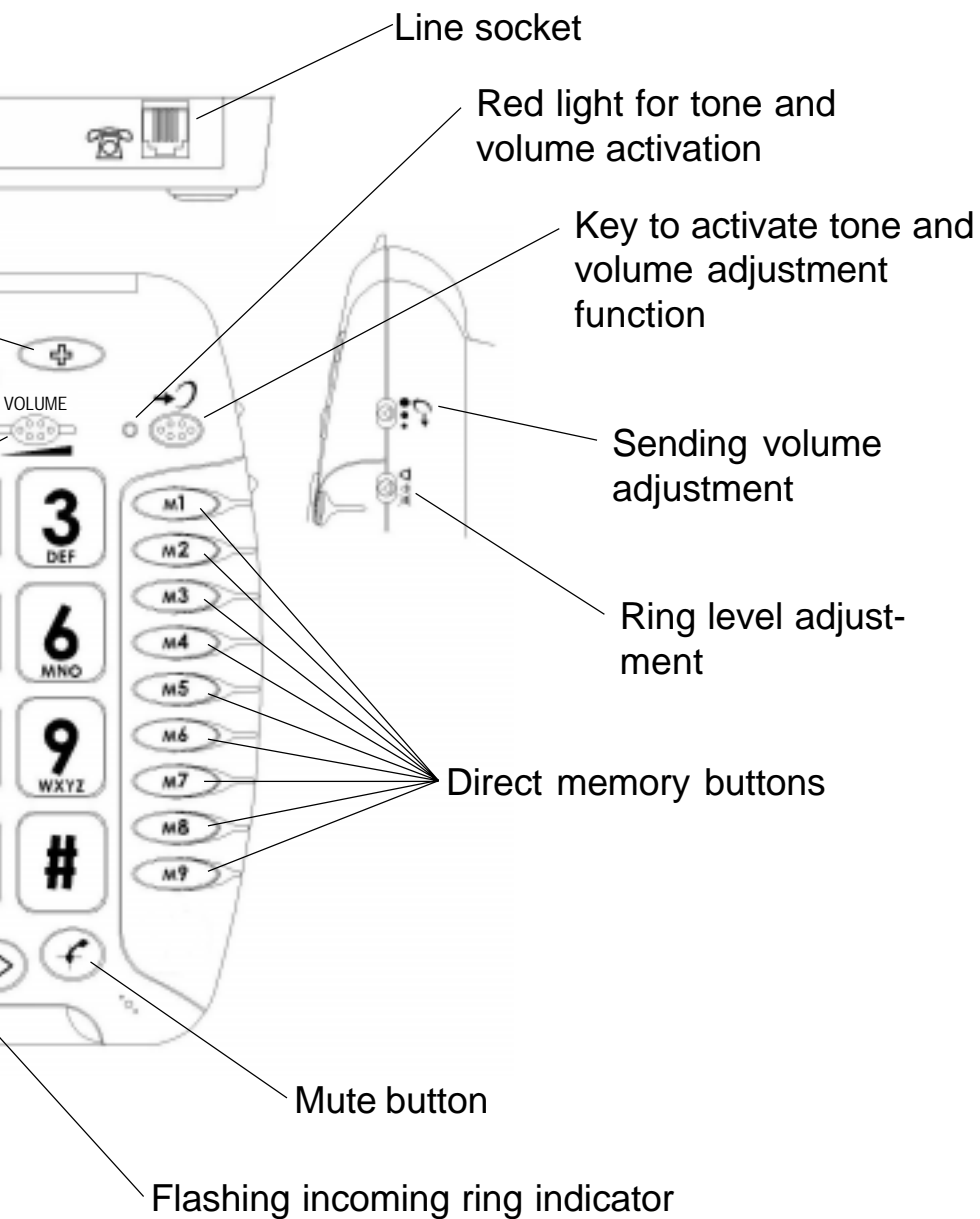 Line socket
Red light for tone and
volume activation
Key to activate tone and
volume adjustment
function
VOLUME
Sending volume
adjustment
3
DEF
M1
M2
M3
6
MNO
M4
Ring level adjust-
ment
M5
M6
9
WXYZ
M7
Direct memory buttons
M8
#
M9
Mute button
Flashing incoming ring indicator